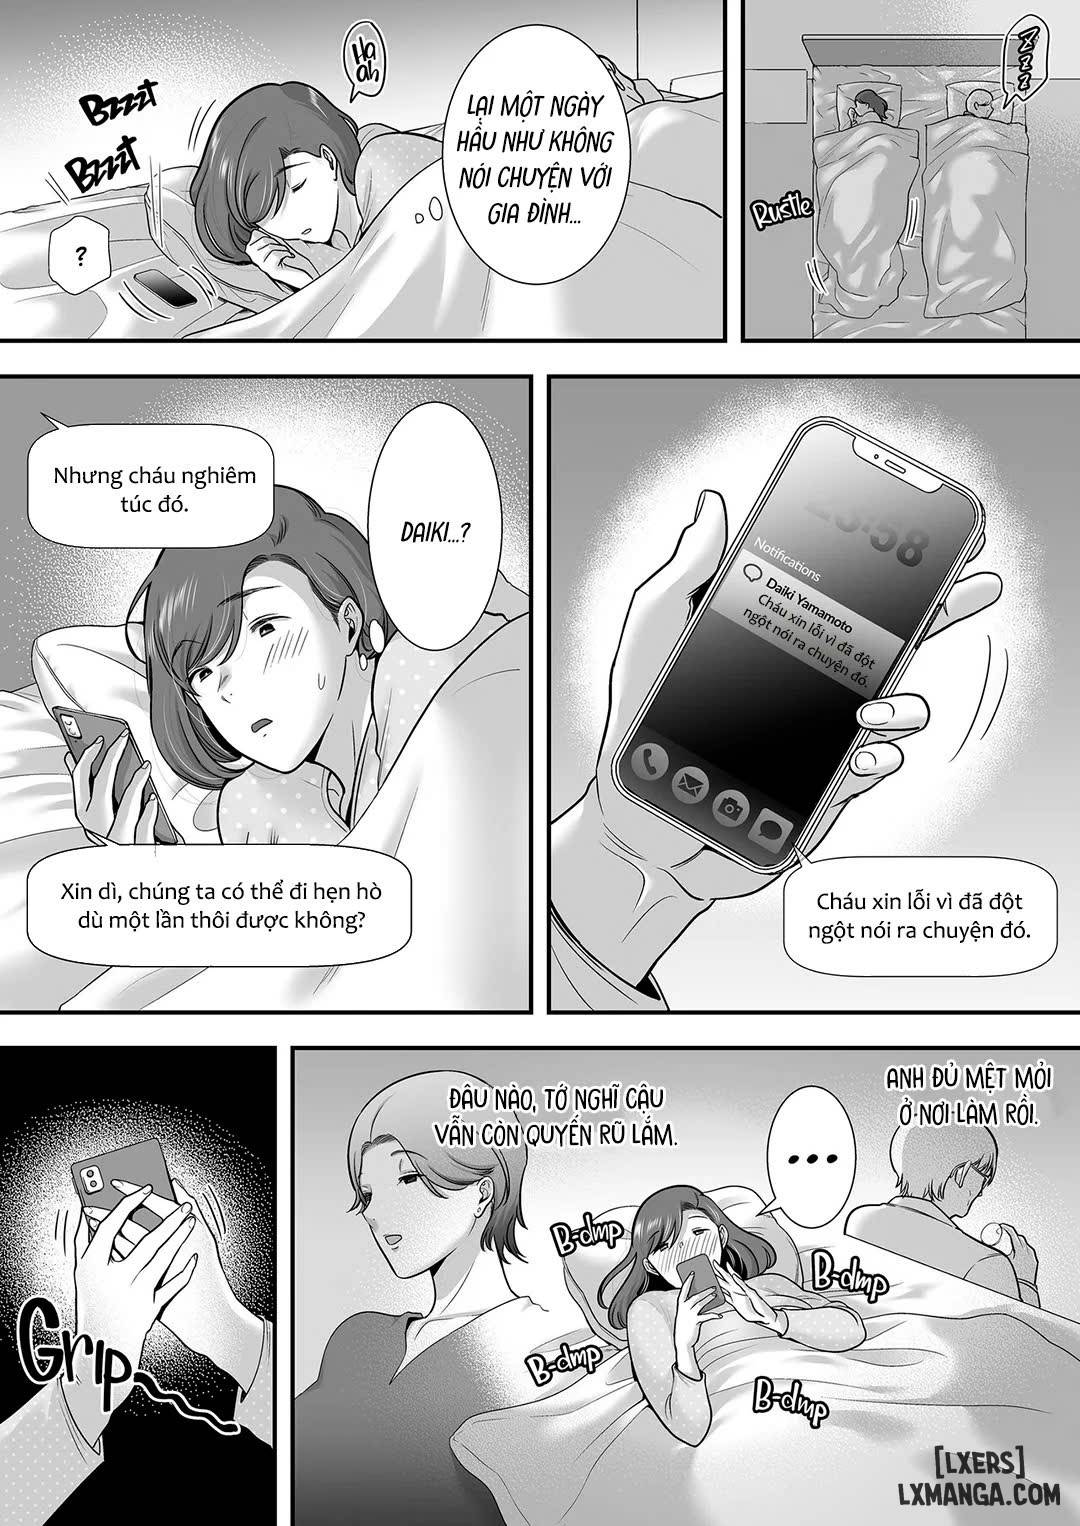 Ha
ah
LẠI MỘT NGÀY
HẦU NHƯ KHÔNG
NÓI CHUYỆN VỚI
GIA ĐÌNH...
Bzzzt
Bzzzt
?
zzzz
Rustle
Nhưng cháu nghiêm
túc đó.
DAIKI...?
Xin dì, chúng ta có thể đi hẹn hò
dù một lần thôi được không?
23:58
Notifications
Daiki Yamamoto
Cháu xin lỗi vì đã đột
ngột nói ra chuyện đó.
Cháu xin lỗi vì đã đột
ngột nói ra chuyện đó.
Grip
ĐÂU NÀO, TỚ NGHĨ CẬU
VẪN CÒN QUYẾN RŨ LẮM.
...
ANH ĐỦ MỆT MỎI
Ở NƠI LÀM RỒI.
B-dmp
B-dmp
B-dmp
B-dmp
[LXERS]
LXMANGA.COM